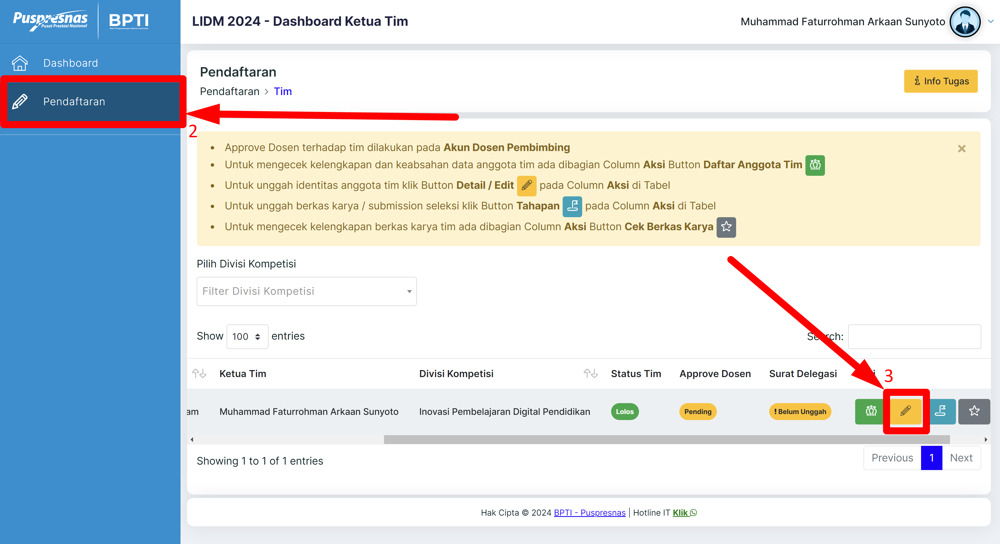 Puspresnas
Pusat Prestasi Nasional
BPTI
Balai Pengembangan Talenta Indonesia
LIDM 2024 - Dashboard Ketua Tim
Muhammad Faturrohman Arkaan Sunyoto
Dashboard
Pendaftaran
Pendaftaran
Pendaftaran > Tim
Info Tugas
2
Approve Dosen terhadap tim dilakukan pada Akun Dosen Pembimbing
×
Untuk mengecek kelengkapan dan keabsahan data anggota tim ada dibagian Column Aksi Button Daftar Anggota Tim
Untuk unggah identitas anggota tim klik Button Detail / Edit pada Column Aksi di Tabel
Untuk unggah berkas karya / submission seleksi klik Button Tahapan pada Column Aksi di Tabel
Untuk mengecek kelengkapan berkas karya tim ada dibagian Column Aksi Button Cek Berkas Karya
Pilih Divisi Kompetisi
Filter Divisi Kompetisi
Show 100 entries
Search:
Ketua Tim Divisi Kompetisi Status Tim Approve Dosen Surat Delegasi
3
am Muhammad Faturrohman Arkaan Sunyoto Inovasi Pembelajaran Digital Pendidikan Lolos Pending ! Belum Unggah
Showing 1 to 1 of 1 entries
Previous 1 Next
Hak Cipta © 2024 BPTI - Puspresnas | Hotline IT Klik